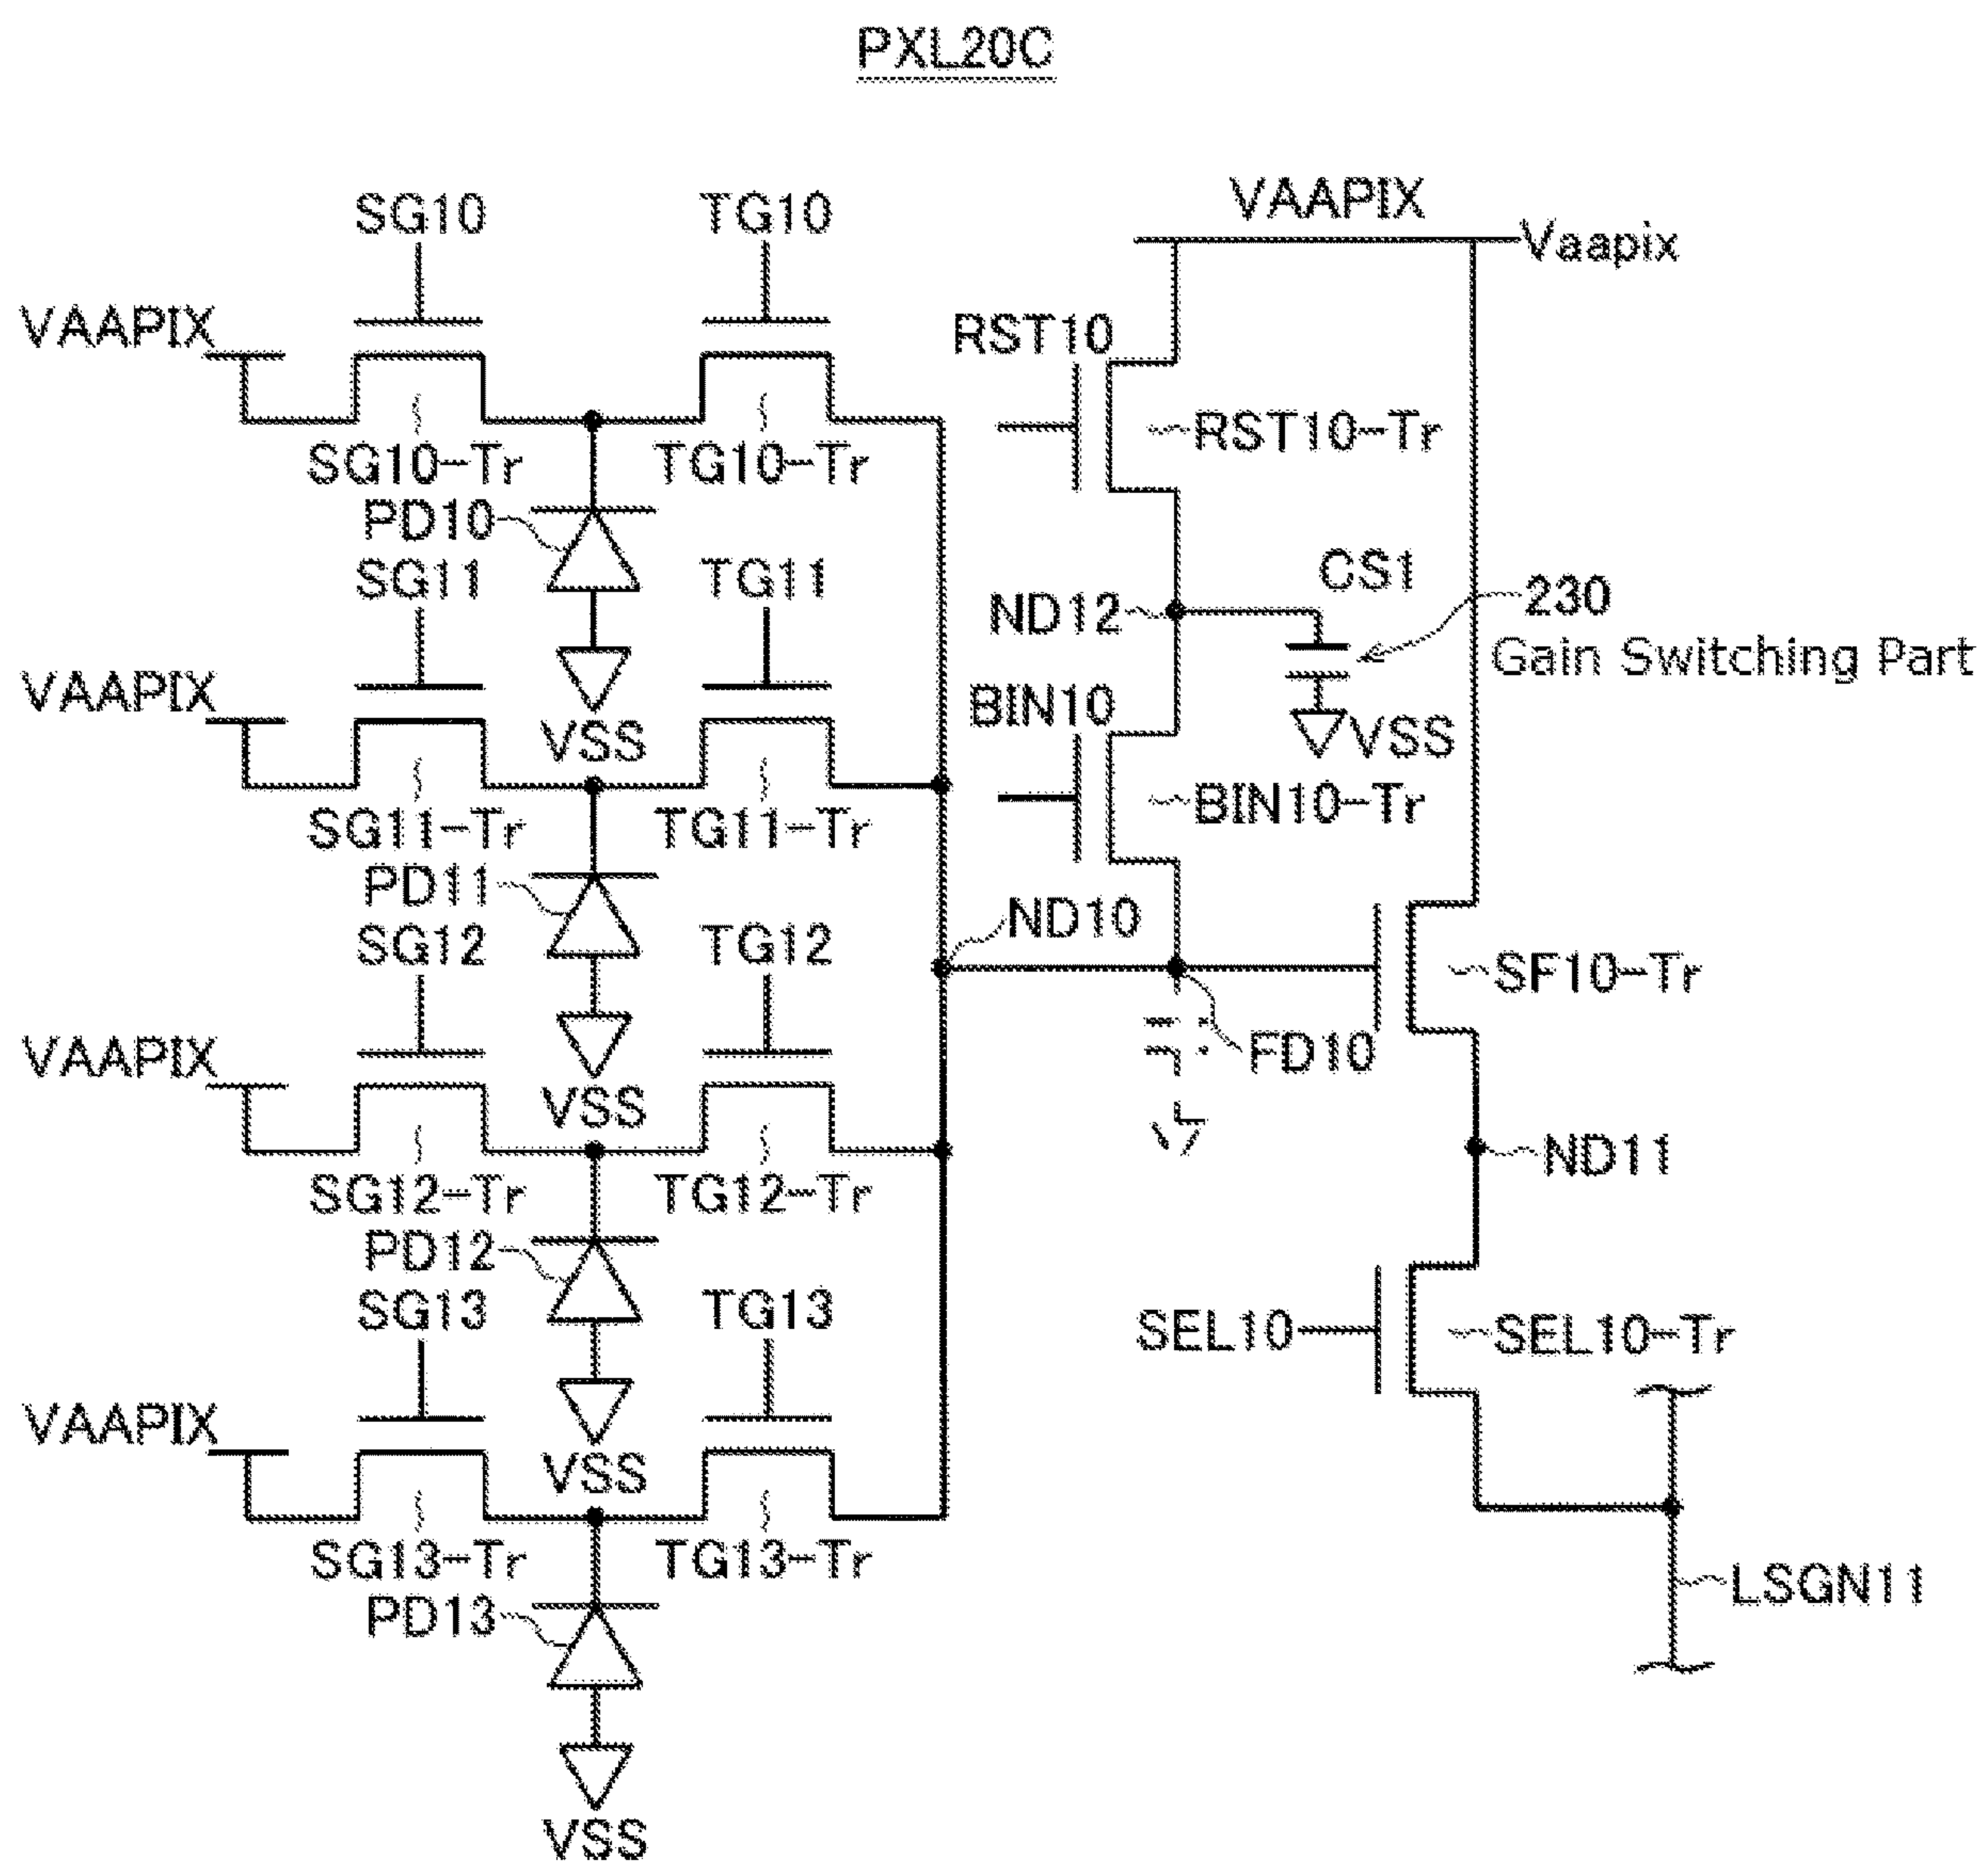 PXL20C
SG10
TG10
VAAPIX
Vaapix
VAAPIX
RST10
RST10-Tr
SG10-Tr
TG10-Tr
PD10
SG11
TG11
CS1
230
ND12
Gain Switching Part
VAAPIX
VSS
BIN10
VSS
BIN10-Tr
SG11-Tr
TG11-Tr
PD11
ND10
SG12
TG12
SF10-Tr
VAAPIX
VSS
FD10
ND11
SG12-Tr
TG12-Tr
PD12
SG13
TG13
SEL10
SEL10-Tr
VAAPIX
VSS
SG13-Tr
TG13-Tr
LSGN11
PD13
VSS